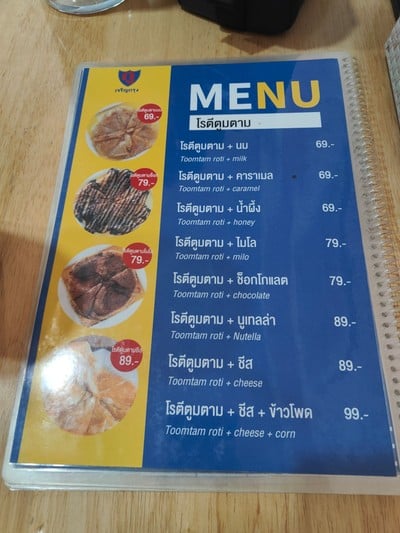 เจริญกรุง
MENU
โรตีตูมตาม
69.-
โรตีตูมตาม + นม 69.-
Toomtam roti + milk
โรตีตูมตาม + คาราเมล 69.-
Toomtam roti + caramel
79.-
โรตีตูมตาม + น้ำผึ้ง 69.-
Toomtam roti + honey
โรตีตูมตาม + ไมโล 79.-
Toomtam roti + milo
79.-
โรตีตูมตาม + ช็อกโกแลต 79.-
Toomtam roti + chocolate
โรตีตูมตาม + นูเทลล่า 89.-
Toomtam roti + Nutella
89.-
โรตีตูมตาม + ชีส 89.-
Toomtam roti + cheese
โรตีตูมตาม + ชีส + ข้าวโพด 99.-
Toomtam roti + cheese + corn